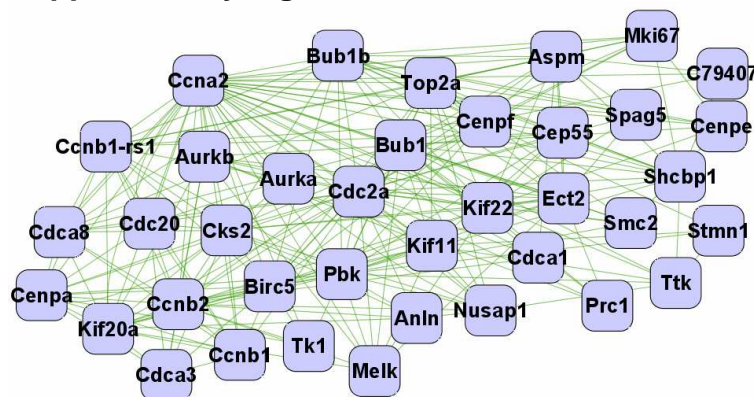 Mki67
Bub1b
Aspm
Ccna2
Top2a
C79407
Cenpf
Spag5
Cep55
Cenpe
Ccnb1-rs1
Aurkb
Bub1
Aurka
Cdc2a
Shcbp1
Kif22
Ect2
Cdca8
Cdc20
Cks2
Smc2
Stmn1
Kif11
Cdca1
Cenpa
Ccnb2
Birc5
Pbk
Ttk
Kif20a
Anln
Nusap1
Prc1
Tk1
Ccnb1
Cdca3
Melk